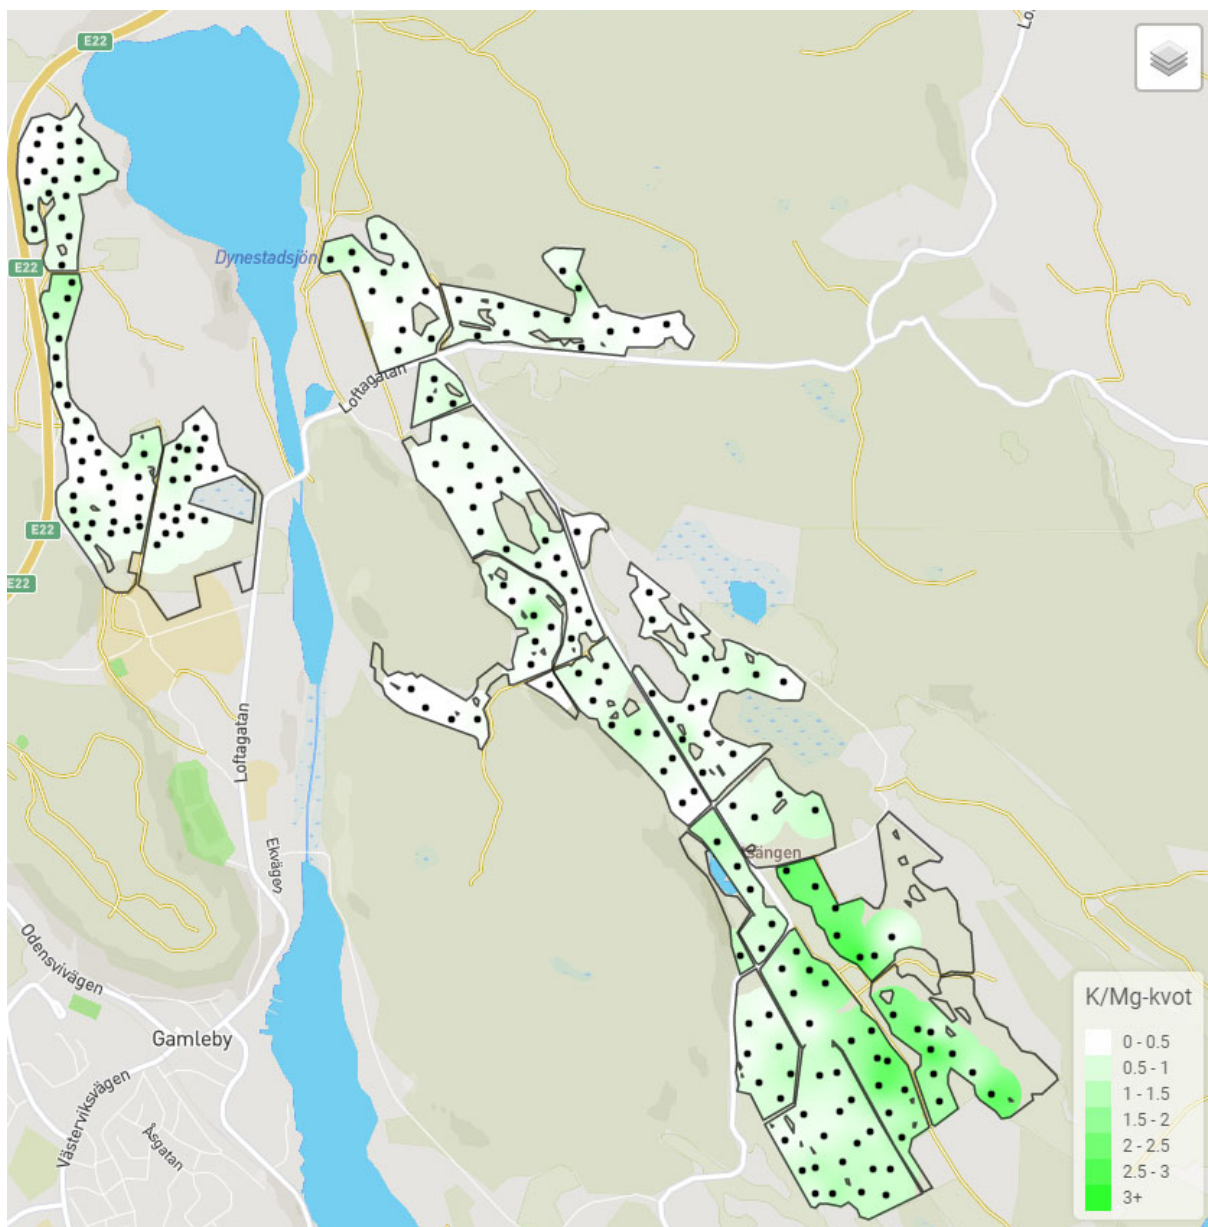 Lo
E22
Dynestadsjön
E22
Loftagatan
E22
E22
Loftagatan
sängen
Ekvägen
Odensvivägen
Gamleby
Västerviksvägen
Åsgatan
K/Mg-kvot
0 - 0.5
0.5 - 1
1 - 1.5
1.5 - 2
2 - 2.5
2.5 - 3
3+